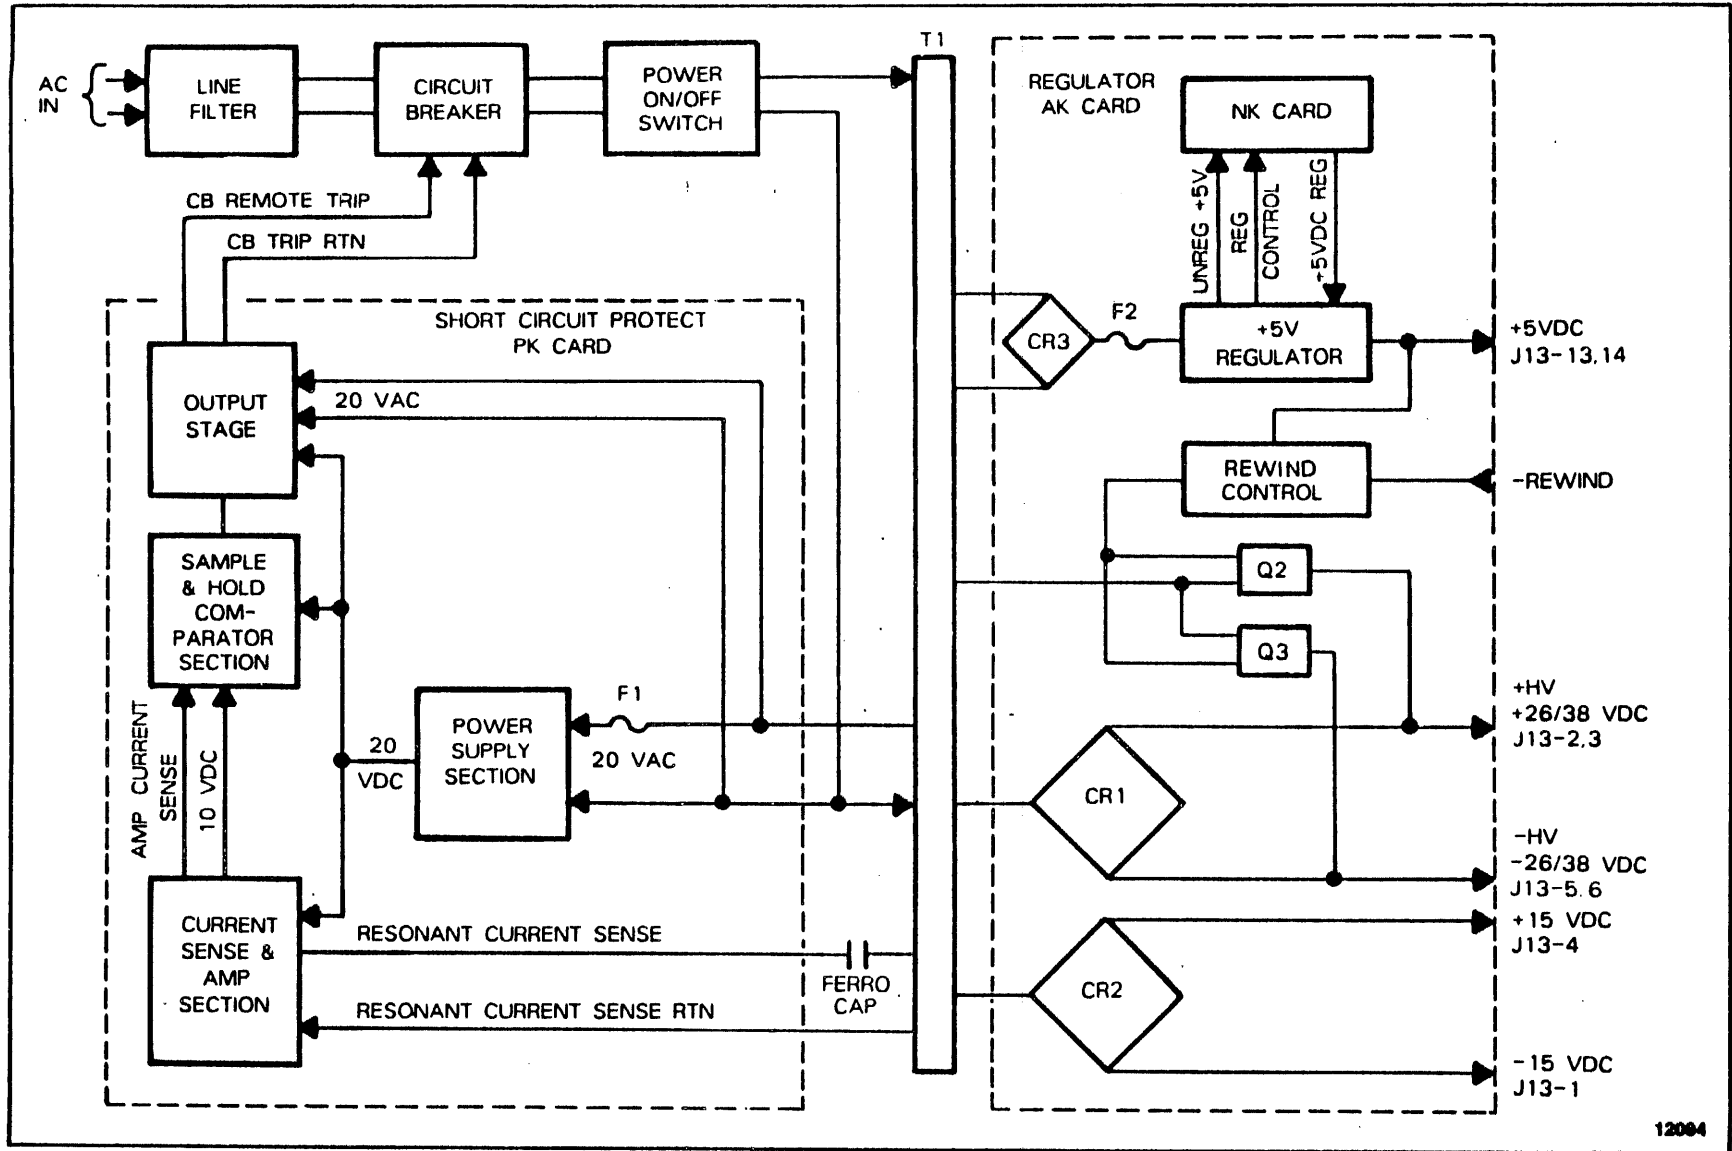 AC
IN
LINE
FILTER
CIRCUIT
BREAKER
POWER
ON/OFF
SWITCH
T1
REGULATOR
AK CARD
NK CARD
UNREG +5V
REG
CONTROL
+5VDC REG
CB REMOTE TRIP
CB TRIP RTN
SHORT CIRCUIT PROTECT
PK CARD
CR3
F2
+5V
REGULATOR
+5VDC
J13-13,14
OUTPUT
STAGE
20 VAC
REWIND
CONTROL
-REWIND
SAMPLE
& HOLD
COM-
PARATOR
SECTION
Q2
Q3
AMP CURRENT
SENSE
10 VDC
20
VDC
POWER
SUPPLY
SECTION
F1
20 VAC
CR1
+HV
+26/38 VDC
J13-2,3
-HV
-26/38 VDC
J13-5,6
CURRENT
SENSE &
AMP
SECTION
RESONANT CURRENT SENSE
FERRO
CAP
RESONANT CURRENT SENSE RTN
CR2
+15 VDC
J13-4
-15 VDC
J13-1
12094